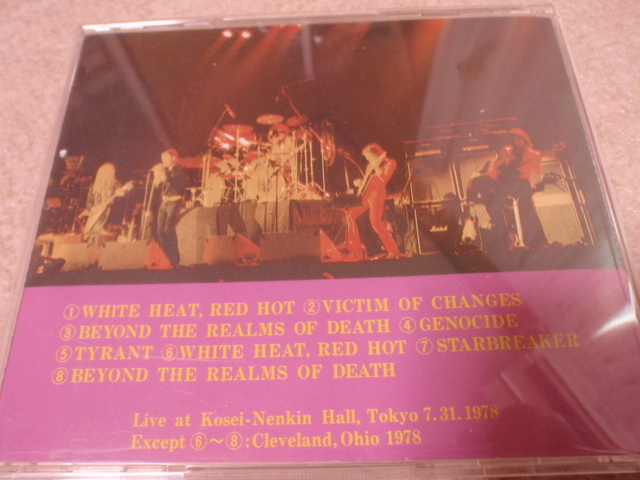 Marshall
①WHITE HEAT, RED HOT ②VICTIM OF CHANGES
③BEYOND THE REALMS OF DEATH ④GENOCIDE
⑤TYRANT ⑥WHITE HEAT, RED HOT ⑦STARBREAKER
⑧BEYOND THE REALMS OF DEATH
Live at Kosei-Nenkin Hall, Tokyo 7.31.1978
Except ⑥～⑧:Cleveland, Ohio 1978